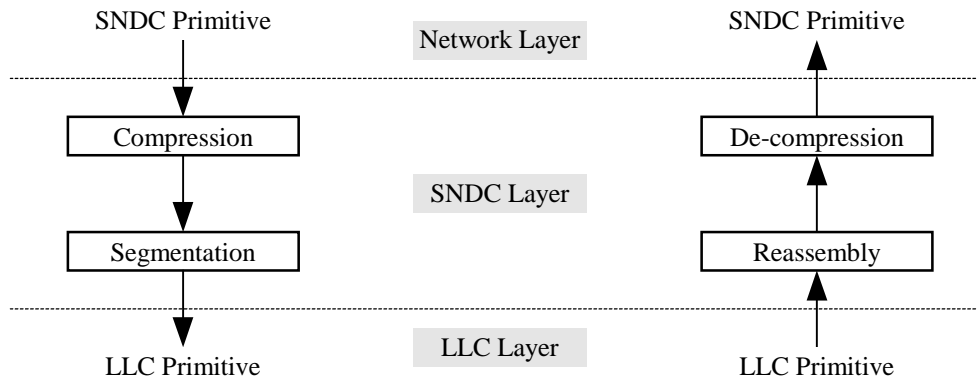 SNDC Primitive
Network Layer
SNDC Primitive
Compression
De-compression
SNDC Layer
Segmentation
Reassembly
LLC Layer
LLC Primitive
LLC Primitive